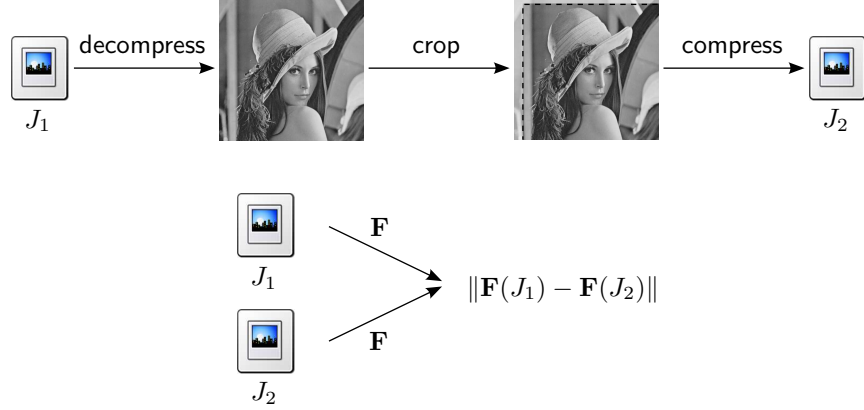 decompress
crop
compress
J₁
J₂
F
J₁
‖F(J₁) − F(J₂)‖
F
J₂